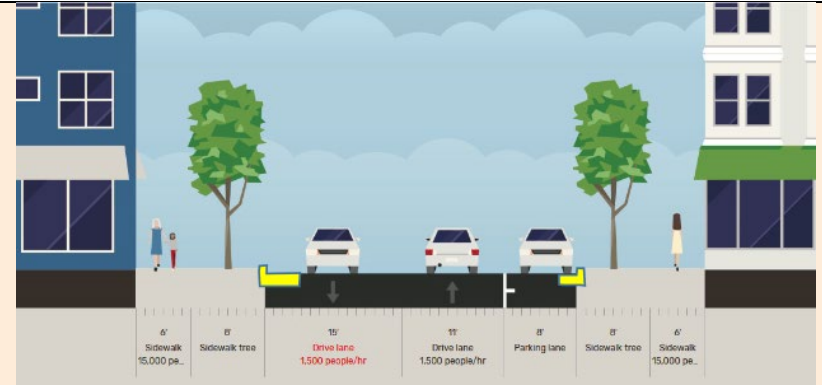 6'
Sidewalk
15,000 pe...
8'
Sidewalk tree
15'
Drive lane
1,500 people/hr
11'
Drive lane
1,500 people/hr
8'
Parking lane
8'
Sidewalk tree
6'
Sidewalk
15,000 pe...